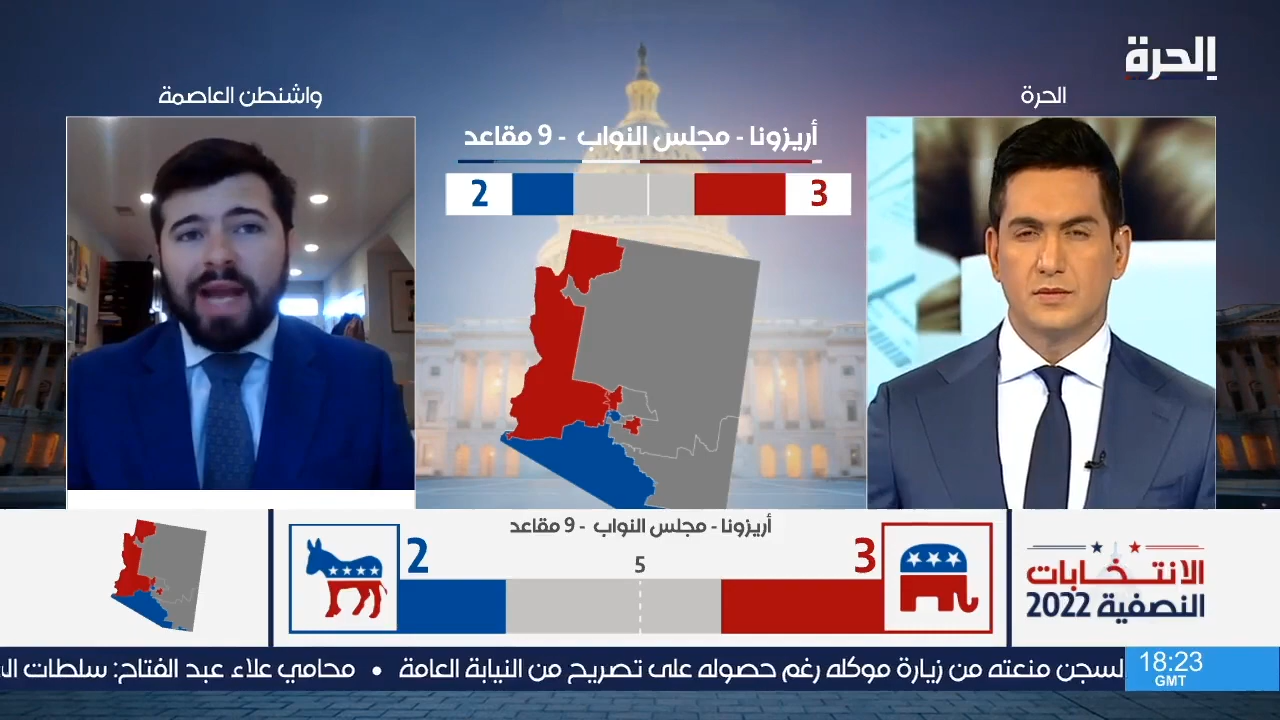 الحرة
واشنطن العاصمة
الحرة
أريزونا - مجلس النواب - 9 مقاعد
2
3
أريزونا - مجلس النواب - 9 مقاعد
2
5
3
الانتخابات
النصفية 2022
السجن منعته من زيارة موكله رغم حصوله على تصريح من النيابة العامة • محامي علاء عبد الفتاح: سلطات
18:23
GMT